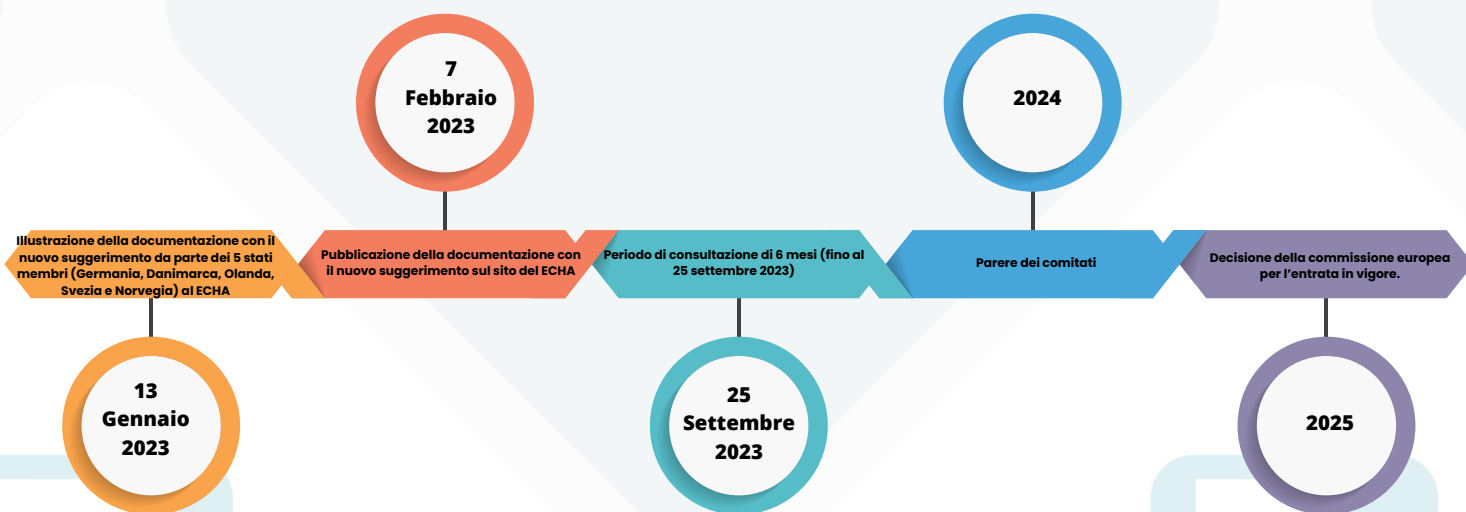 7
Febbraio
2023
2024
Illustrazione della documentazione con il
nuovo suggerimento da parte dei 5 stati
membri (Germania, Danimarca, Olanda,
Svezia e Norvegia) al ECHA
Pubblicazione della documentazione con
il nuovo suggerimento sul sito del ECHA
Periodo di consultazione di 6 mesi (fino al
25 settembre 2023)
Parere dei comitati
Decisione della commissione europea
per l’entrata in vigore.
13
Gennaio
2023
25
Settembre
2023
2025